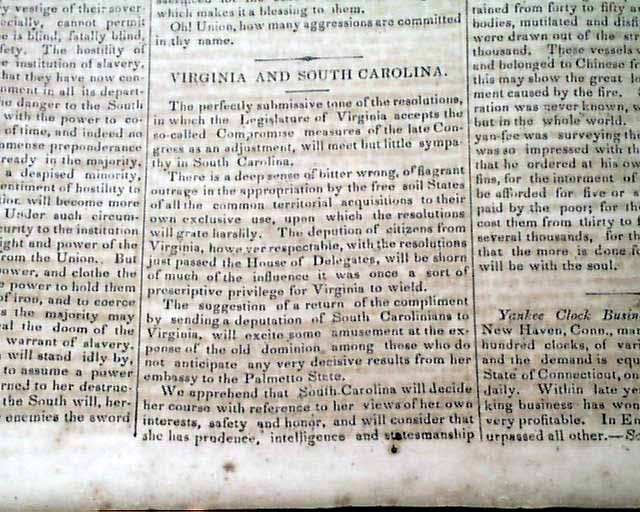 y vestige of their sover
cially, cannot permit
e is blind, fatally blind,
fety. The hostility of
e institution of slavery,
hat they have now con-
nment in all its depart-
he danger to the South
with the power to co-
of time, and indeed no
mense preponderance
ready in the majority,
a despised minority,
entiment of hostility to
tior. will become more
Under such circum-
curity to the institution
ight and power of the
from the Union. But
power, and clothe the
e power to hold them
of iron, and to coerce
s the majority may
eal the doom of the
warrant of slavery.
n will stand idly by,
to assume a power
rned to her destruc-
the South will, her-
enemies the sword
which makes it a blessing to them.
Oh! Union, how many aggressions are committed
in thy name.
VIRGINIA AND SOUTH CAROLINA.
The perfectly submissive tone of the resolutions,
in which the Legislature of Virginia accepts the
so-called Compromise measures of the late Con-
gress as an adjustment, will meet but little sympa-
thy in South Carolina.
There is a deep sense of bitter wrong, of flagrant
outrage in the appropriation by the free soil States
of all the common territorial acquisitions to their
own exclusive use, upon which the resolutions
will grate harshly. The depution of citizens from
Virginia, however respectable, with the resolutions
just passed the House of Delegates, will be shorn
of much of the influence it was once a sort of
prescriptive privilege for Virginia to wield.
The suggestion of a return of the compliment
by sending a deputation of South Carolinians to
Virginia, will excite some amusement at the ex-
pense of the old dominion among those who do
not anticipate any very decisive results from her
embassy to the Palmetto State.
We apprehend that South Carolina will decide
her course with reference to her views of her own
interests, safety and honor, and will consider that
she has prudence, intelligence and statesmanship
tained from forty to fifty
bodies, mutilated and
were drawn out of the
thousand. These vessels
and belonged to Chinese
this may show the great
ment caused by the fire.
ration was never known,
but in the whole world.
yan-fee was surveying th
was so impressed with th
that he ordered at his ow
fins, for the interment of
be afforded for five or
paid by the poor; for the
cost them from thirty to
several thousands, for th
that the more is done fo
will be with the soul.
Yankee Clock Busin
New Haven, Conn., ma
hundred clocks, of vari
and the demand is equ
State of Connecticut, on
daily. Within late ye
king business has wo
very profitable. In En
urpassed all other.—Sc